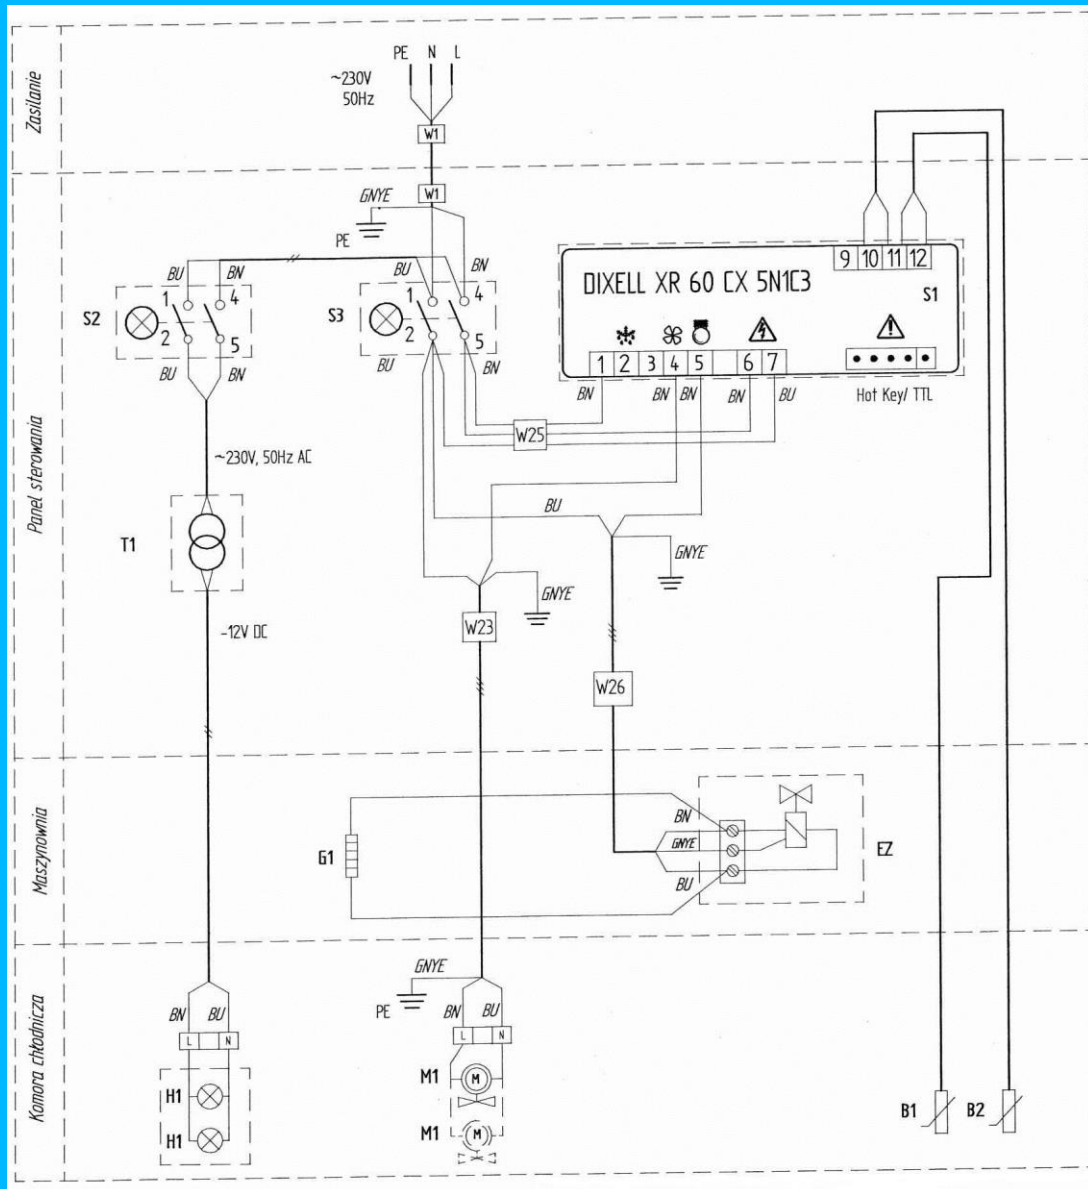 Zasilanie
PE N L
~230V
50Hz
W1
W1
GNYE
PE
BU BN
BU BN
S2
1 4
2 5
BU BN
S3
1 4
2 5
BU BN
DIXELL XR 60 CX 5N1C3
9 10 11 12
S1
1 2 3 4 5 6 7
BN BN BN BN BU
Hot Key/ TTL
W25
Panel sterowania
~230V, 50Hz AC
BU
T1
GNYE
GNYE
-12V DC
W23
W26
Maszynownia
G1
BN
GNYE
BU
EZ
Komora chłodnicza
GNYE
PE
BN BU
BN BU
L N
L N
H1
H1
M1 M
M1 M
B1 B2